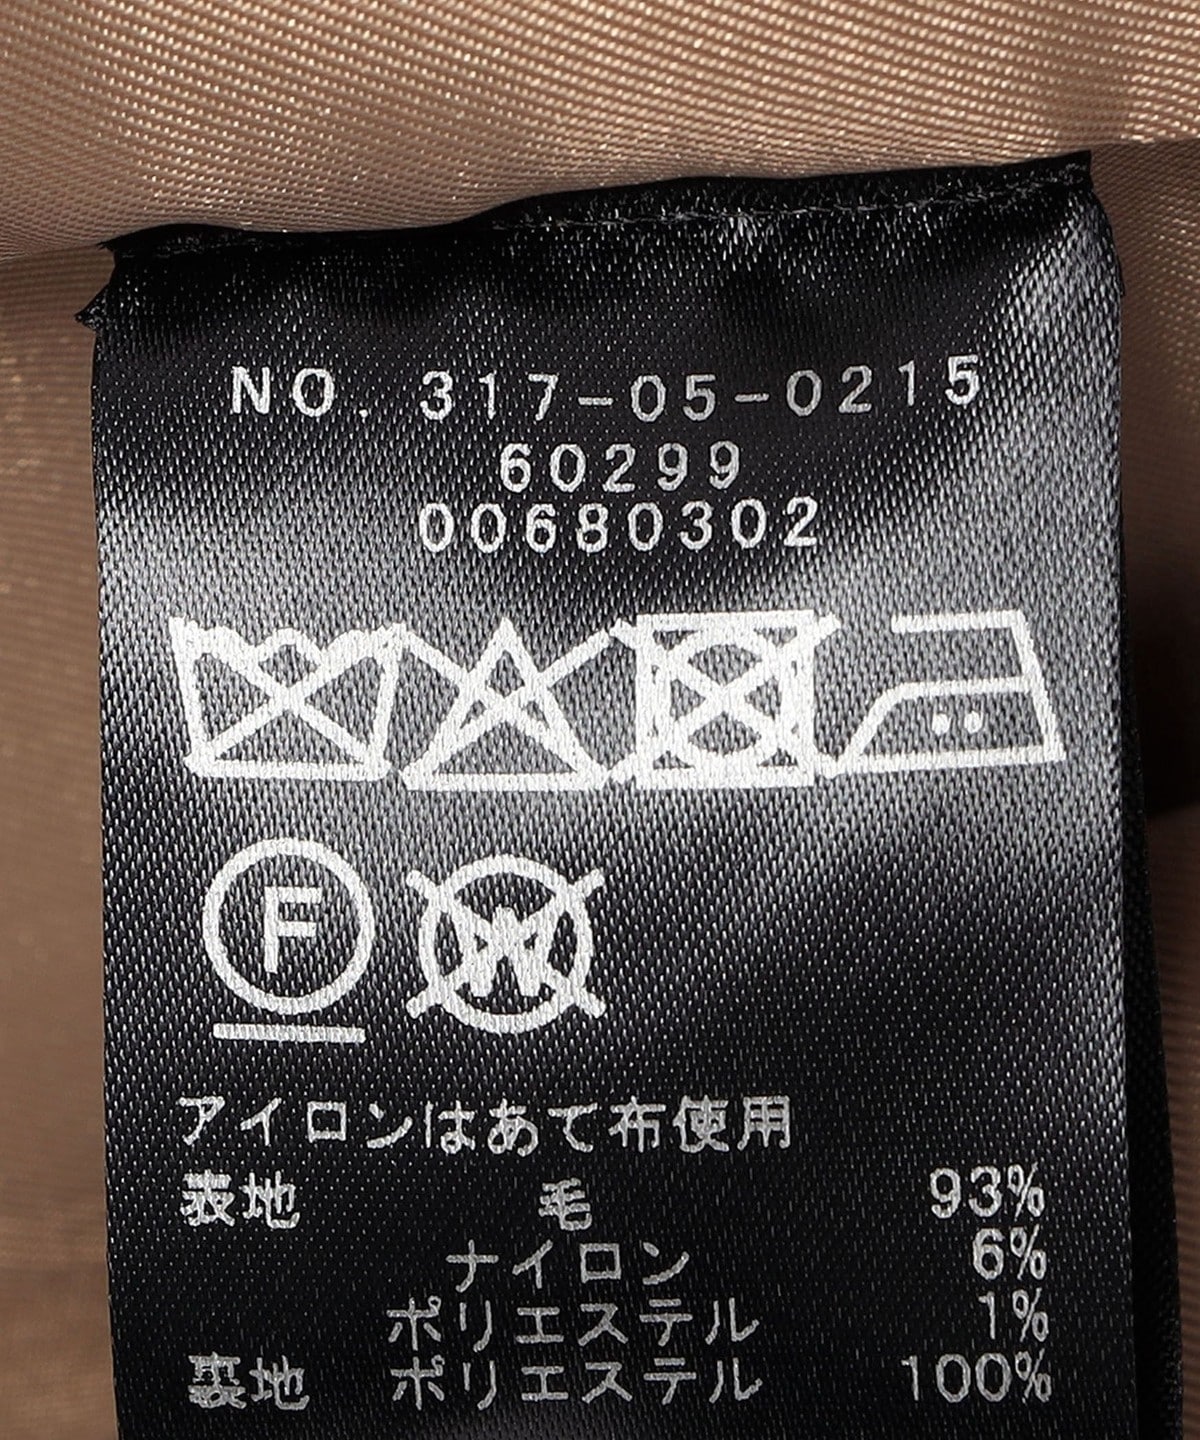 NO. 317-05-0215
60299
00680302
F W
アイロンはあて布使用
表地 毛 93%
ナイロン 6%
ポリエステル 1%
裏地 ポリエステル 100%